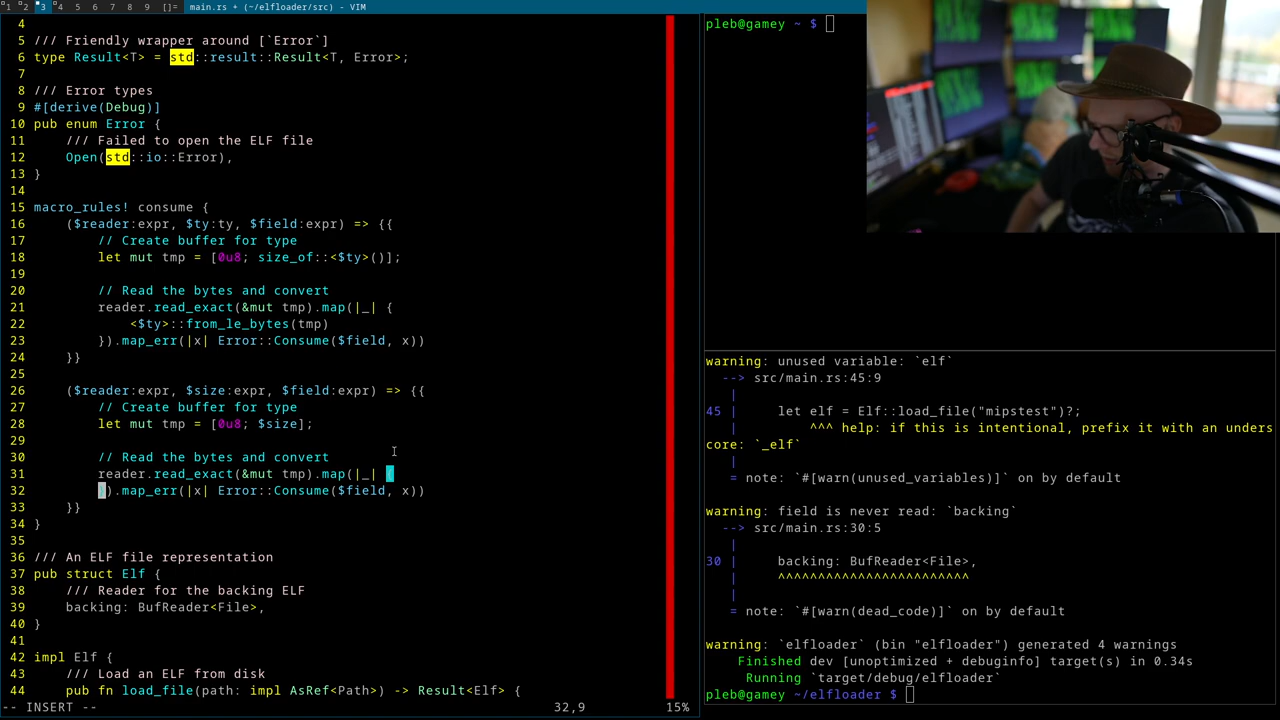 1 2 3 4 5 6 7 8 9 []= main.rs + (~/elfloader/src) - VIM
4
5 /// Friendly wrapper around [`Error`]
6 type Result<T> = std::result::Result<T, Error>;
7
8 /// Error types
9 #[derive(Debug)]
10 pub enum Error {
11     /// Failed to open the ELF file
12     Open(std::io::Error),
13 }
14
15 macro_rules! consume {
16     ($reader:expr, $ty:ty, $field:expr) => {{
17         // Create buffer for type
18         let mut tmp = [0u8; size_of::<$ty>()];
19
20         // Read the bytes and convert
21         reader.read_exact(&mut tmp).map(|_| {
22             <$ty>::from_le_bytes(tmp)
23         }).map_err(|x| Error::Consume($field, x))
24     }}
25
26     ($reader:expr, $size:expr, $field:expr) => {{
27         // Create buffer for type
28         let mut tmp = [0u8; $size];
29
30         // Read the bytes and convert
31         reader.read_exact(&mut tmp).map(|_| {
32         }).map_err(|x| Error::Consume($field, x))
33     }}
34 }
35
36 /// An ELF file representation
37 pub struct Elf {
38     /// Reader for the backing ELF
39     backing: BufReader<File>,
40 }
41
42 impl Elf {
43     /// Load an ELF from disk
44     pub fn load_file(path: impl AsRef<Path>) -> Result<Elf> {
-- INSERT -- 32,9 15%
pleb@gamey ~ $
warning: unused variable: `elf`
  --> src/main.rs:45:9
   |
45 |     let elf = Elf::load_file("mipstest")?;
   |         ^^^ help: if this is intentional, prefix it with an unders
core: `_elf`
   |
   = note: `#[warn(unused_variables)]` on by default

warning: field is never read: `backing`
  --> src/main.rs:30:5
   |
30 |     backing: BufReader<File>,
   |     ^^^^^^^^^^^^^^^^^^^^^^^^
   |
   = note: `#[warn(dead_code)]` on by default

warning: `elfloader` (bin "elfloader") generated 4 warnings
    Finished dev [unoptimized + debuginfo] target(s) in 0.34s
     Running `target/debug/elfloader`
pleb@gamey ~/elfloader $